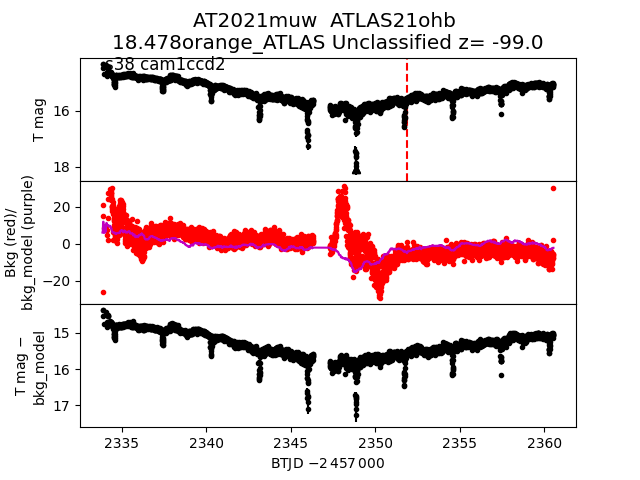 AT2021muw  ATLAS21ohb
18.478orange_ATLAS Unclassified z= -99.0
s38 cam1ccd2
T mag
16
18
Bkg (red)/
bkg_model (purple)
20
0
−20
T mag −
bkg_model
15
16
17
2335
2340
2345
2350
2355
2360
BTJD −2 457 000